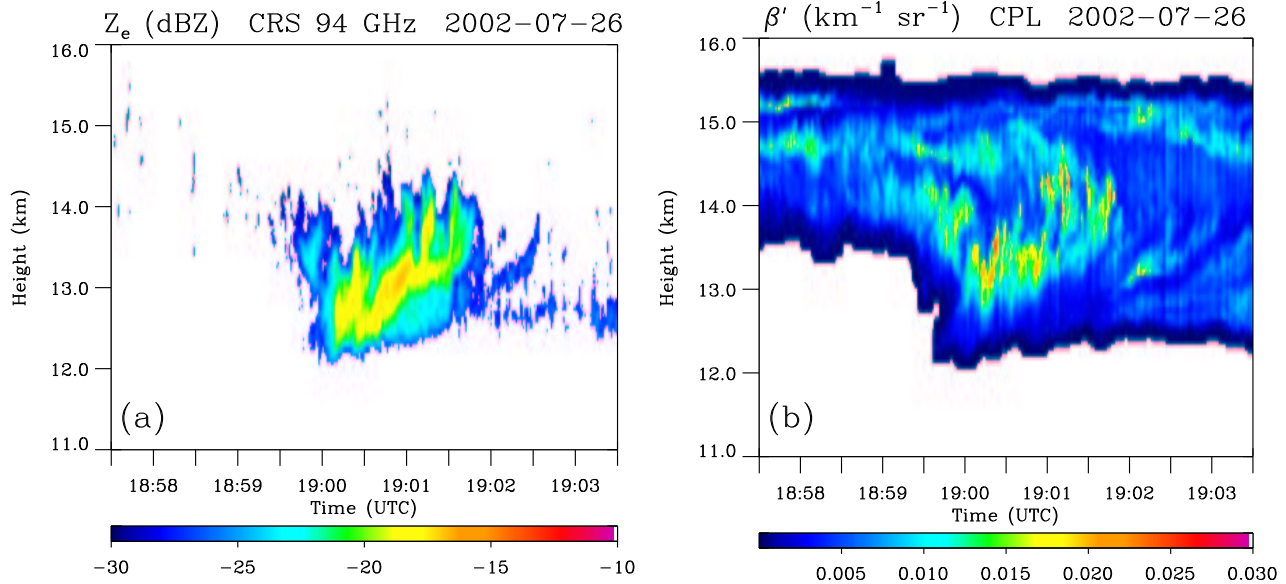 Zₑ (dBZ) CRS 94 GHz 2002−07−26
16.0
15.0
14.0
13.0
12.0
11.0
Height (km)
(a)
18:58 18:59 19:00 19:01 19:02 19:03
Time (UTC)
−30 −25 −20 −15 −10
β' (km⁻¹ sr⁻¹) CPL 2002−07−26
16.0
15.0
14.0
13.0
12.0
11.0
Height (km)
(b)
18:58 18:59 19:00 19:01 19:02 19:03
Time (UTC)
0.005 0.010 0.015 0.020 0.025 0.030